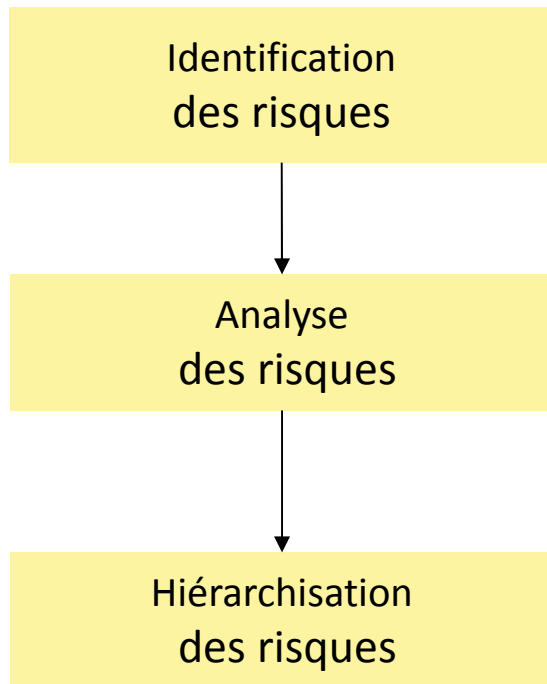 Identification
des risques
Analyse
des risques
Hiérarchisation
des risques